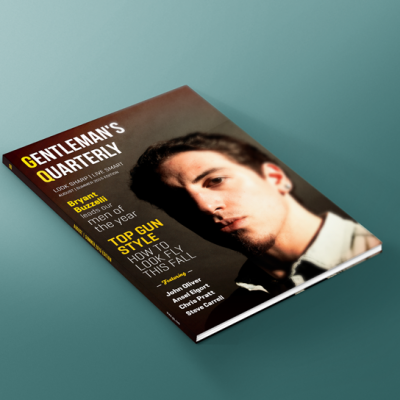 GENTLEMAN'S
QUARTERLY
LOOK SHARP | LIVE SMART
Bryant
Buzzelli
leads our
men of
the year
TOP GUN
STYLE
HOW TO
LOOK FLY
THIS FALL
Featuring
John Oliver
Ansel Elgort
Chris Pratt
Steve Carrell